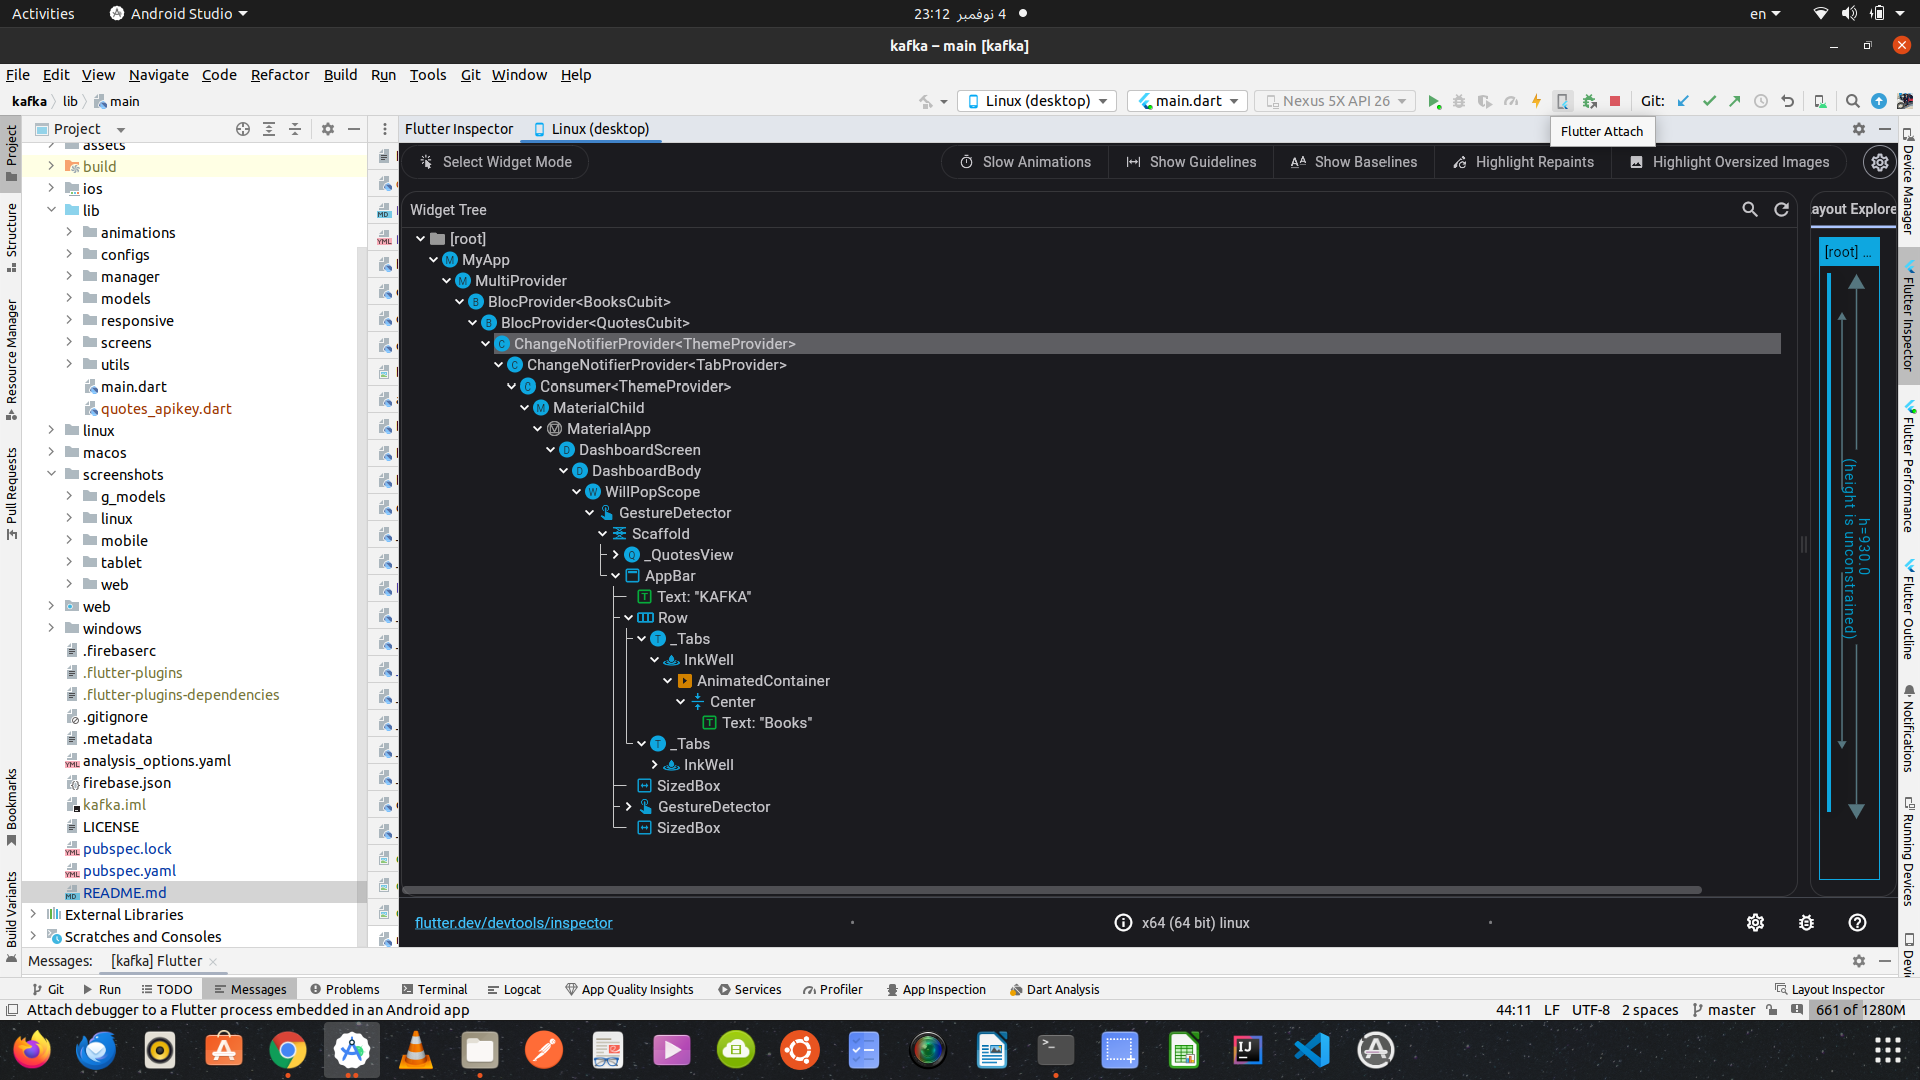 Activities
Android Studio
4 نوفمبر 23:12
en
kafka – main [kafka]
File Edit View Navigate Code Refactor Build Run Tools Git Window Help
kafka lib main
Linux (desktop)
main.dart
Nexus 5X API 26
Git:
Project
Flutter Inspector
Linux (desktop)
Flutter Attach
Select Widget Mode
Slow Animations
Show Guidelines
Show Baselines
Highlight Repaints
Highlight Oversized Images
Project
Structure
Resource Manager
Pull Requests
Bookmarks
Build Variants
assets
build
ios
lib
animations
configs
manager
models
responsive
screens
utils
main.dart
quotes_apikey.dart
linux
macos
screenshots
g_models
linux
mobile
tablet
web
web
windows
.firebaserc
.flutter-plugins
.flutter-plugins-dependencies
.gitignore
.metadata
analysis_options.yaml
firebase.json
kafka.iml
LICENSE
pubspec.lock
pubspec.yaml
README.md
External Libraries
Scratches and Consoles
Widget Tree
[root]
MyApp
MultiProvider
BlocProvider<BooksCubit>
BlocProvider<QuotesCubit>
ChangeNotifierProvider<ThemeProvider>
ChangeNotifierProvider<TabProvider>
Consumer<ThemeProvider>
MaterialChild
MaterialApp
DashboardScreen
DashboardBody
WillPopScope
GestureDetector
Scaffold
_QuotesView
AppBar
Text: "KAFKA"
Row
_Tabs
InkWell
AnimatedContainer
Center
Text: "Books"
_Tabs
InkWell
SizedBox
GestureDetector
SizedBox
ayout Explore
[root] ...
h=930.0
(height is unconstrained)
Device Manager
Flutter Inspector
Flutter Performance
Flutter Outline
Notifications
Running Devices
Devi
flutter.dev/devtools/inspector
x64 (64 bit) linux
Messages: [kafka] Flutter
Git Run TODO Messages Problems Terminal Logcat App Quality Insights Services Profiler App Inspection Dart Analysis Layout Inspector
Attach debugger to a Flutter process embedded in an Android app
44:11 LF UTF-8 2 spaces master 661 of 1280M